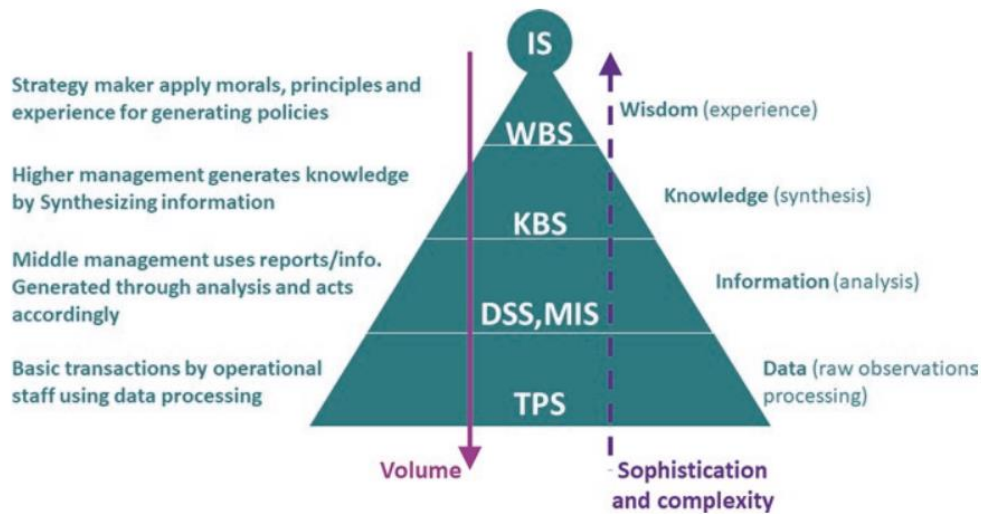 IS
Strategy maker apply morals, principles and
experience for generating policies
WBS
Wisdom (experience)
Higher management generates knowledge
by Synthesizing information
KBS
Knowledge (synthesis)
Middle management uses reports/info.
Generated through analysis and acts
accordingly
DSS,MIS
Information (analysis)
Basic transactions by operational
staff using data processing
TPS
Data (raw observations
processing)
Volume
Sophistication
and complexity